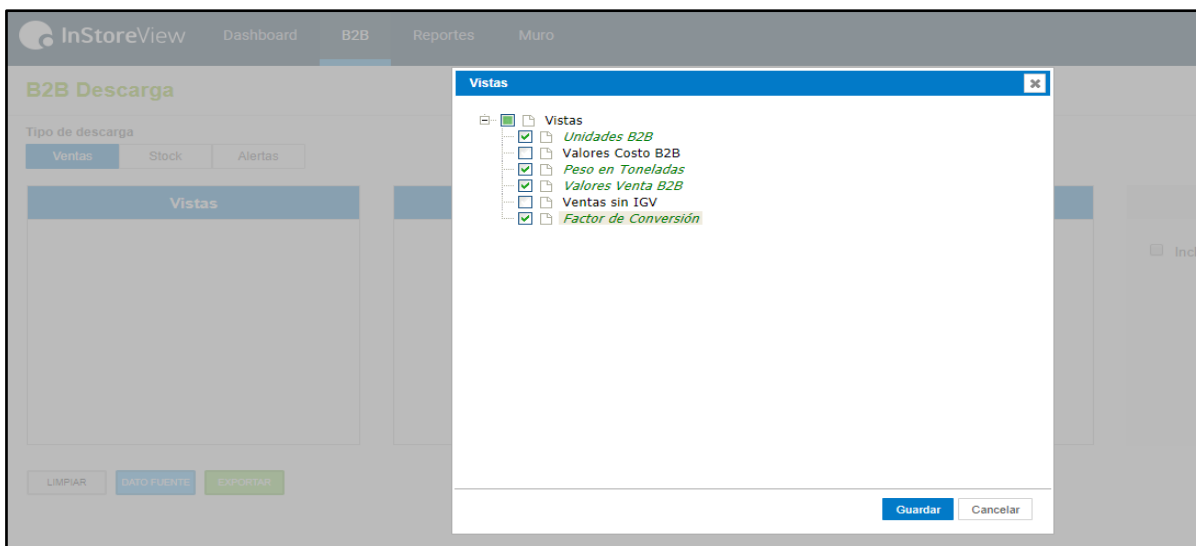 InStoreView Dashboard B2B Reportes Muro
B2B Descarga
Tipo de descarga
Ventas Stock Alertas
Vistas
LIMPIAR DATO FUENTE EXPORTAR
Vistas
Vistas
Unidades B2B
Valores Costo B2B
Peso en Toneladas
Valores Venta B2B
Ventas sin IGV
Factor de Conversión
Guardar Cancelar
Incl